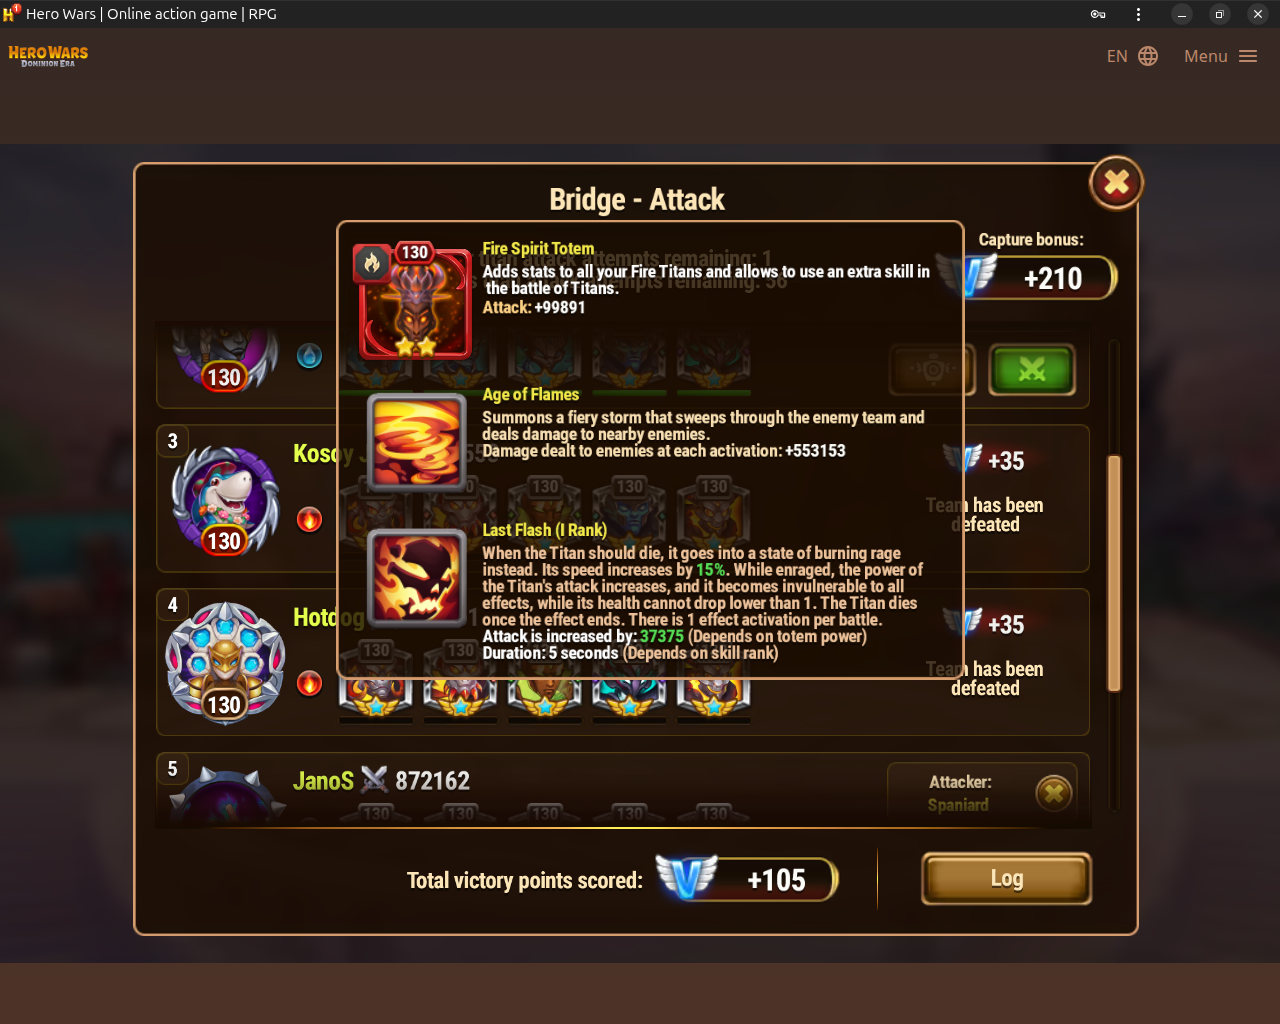 Hero Wars | Online action game | RPG
HERO WARS
DOMINION ERA
EN
Menu
Bridge - Attack
Capture bonus:
+210
130
Fire Spirit Totem
Adds stats to all your Fire Titans and allows to use an extra skill in
the battle of Titans.
Attack: +99891
130
Age of Flames
Summons a fiery storm that sweeps through the enemy team and
deals damage to nearby enemies.
Damage dealt to enemies at each activation: +553153
3
130
+35
Team has been
defeated
Last Flash (I Rank)
When the Titan should die, it goes into a state of burning rage
instead. Its speed increases by 15%. While enraged, the power of
the Titan's attack increases, and it becomes invulnerable to all
effects, while its health cannot drop lower than 1. The Titan dies
once the effect ends. There is 1 effect activation per battle.
Attack is increased by: 37375 (Depends on totem power)
Duration: 5 seconds (Depends on skill rank)
4
Hotdog
130
+35
Team has been
defeated
5
JanoS 872162
130 130 130 130 130
Attacker:
Spaniard
Total victory points scored:
+105
Log